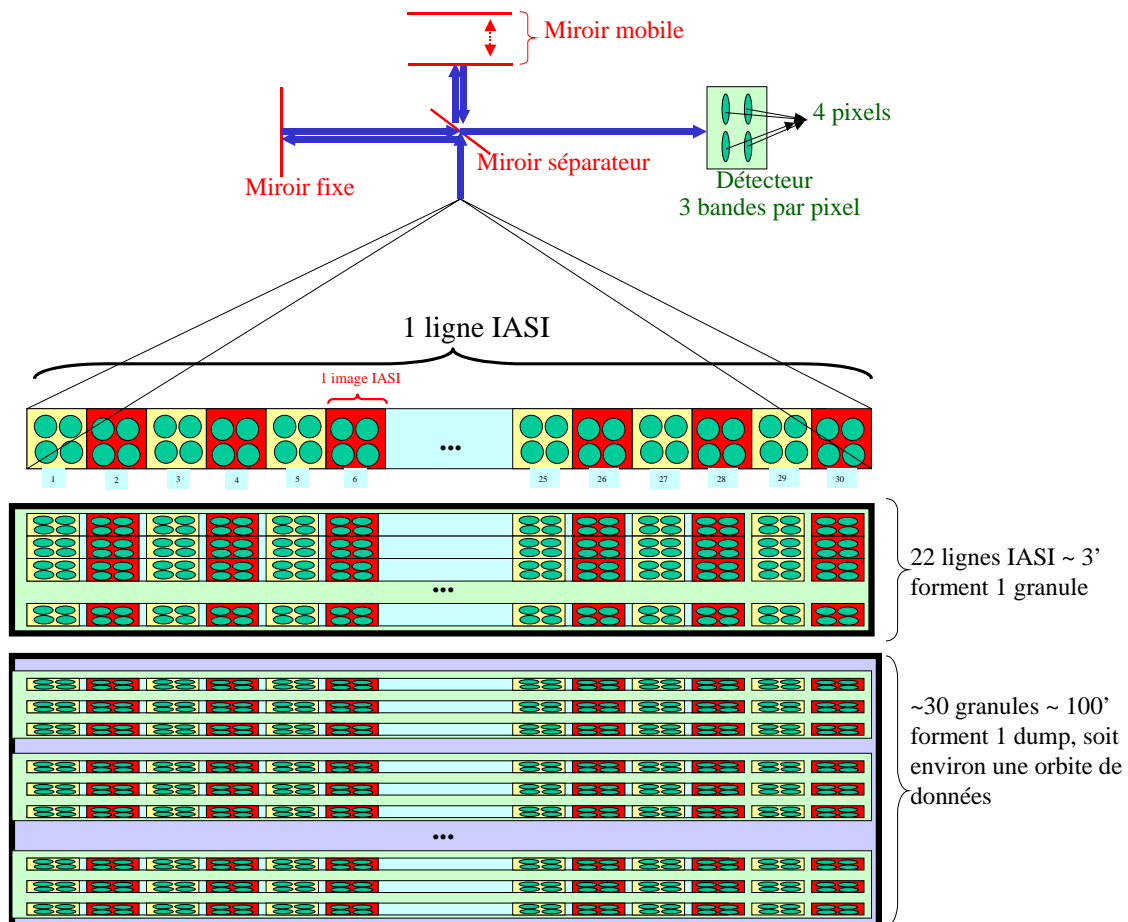 Miroir mobile
4 pixels
Miroir séparateur
Miroir fixe
Détecteur
3 bandes par pixel
1 ligne IASI
1 image IASI
...
1 2 3 4 5 6 25 26 27 28 29 30
22 lignes IASI ~ 3’
forment 1 granule
...
~30 granules ~ 100’
forment 1 dump, soit
environ une orbite de
données
...